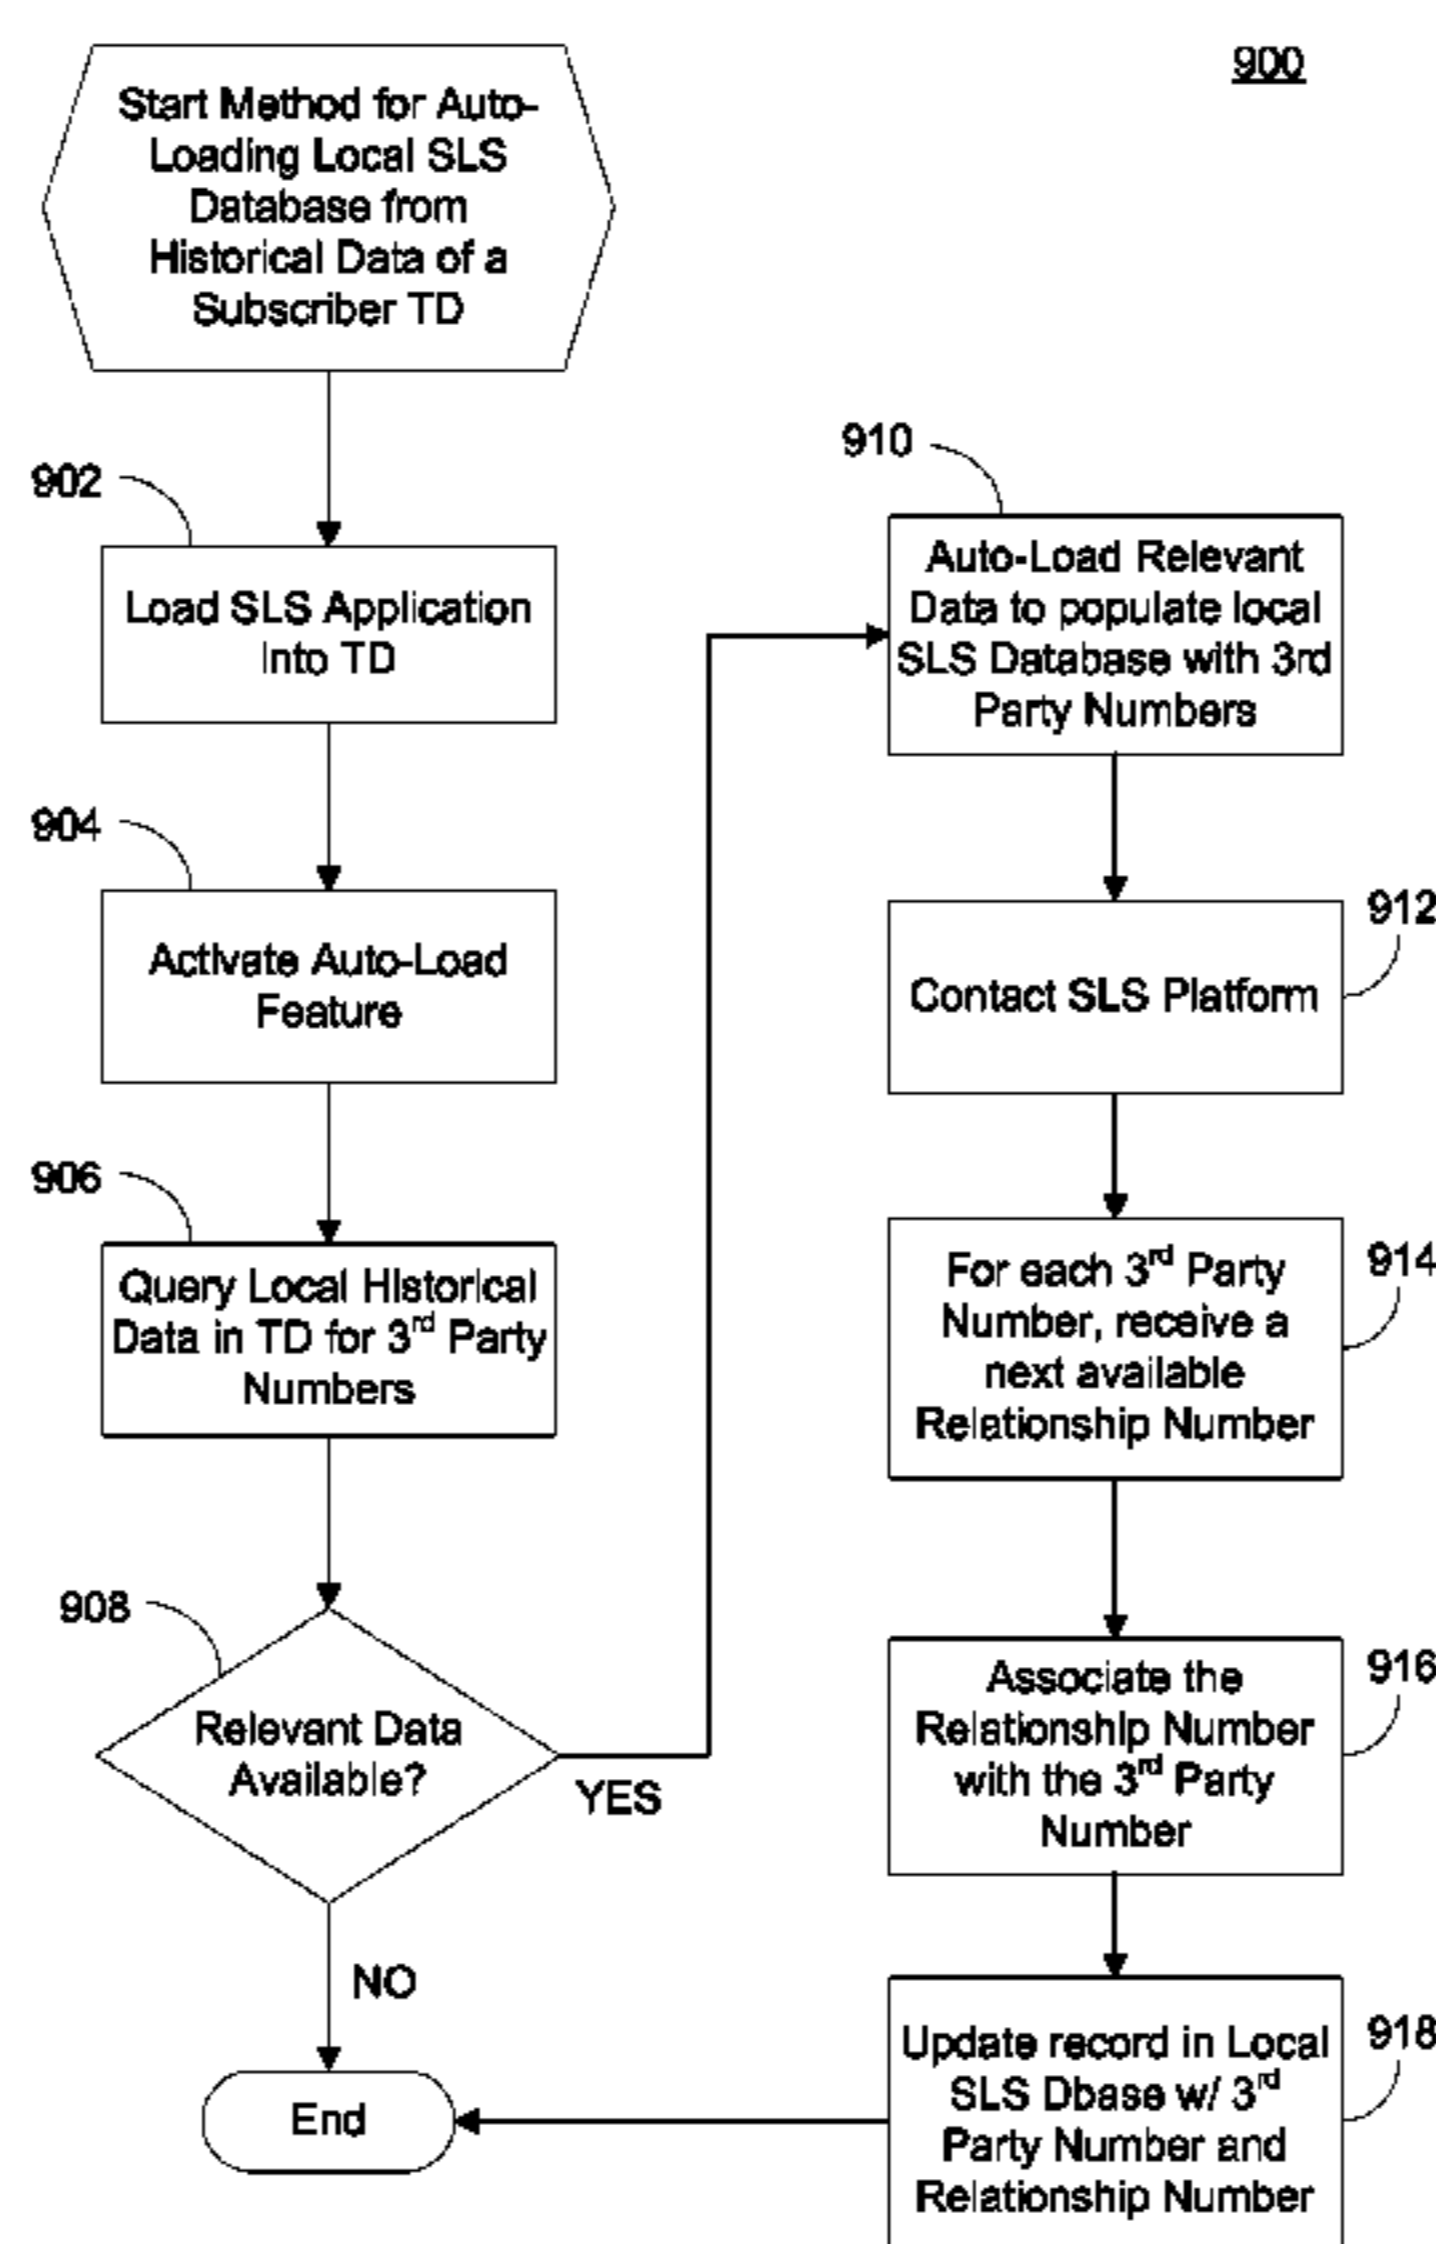 900
Start Method for Auto-
Loading Local SLS
Database from
Historical Data of a
Subscriber TD
902
Load SLS Application
Into TD
904
Activate Auto-Load
Feature
906
Query Local Historical
Data in TD for 3rd Party
Numbers
908
Relevant Data
Available?
YES
NO
End
910
Auto-Load Relevant
Data to populate local
SLS Database with 3rd
Party Numbers
912
Contact SLS Platform
914
For each 3rd Party
Number, receive a
next available
Relationship Number
916
Associate the
Relationship Number
with the 3rd Party
Number
918
Update record in Local
SLS Dbase w/ 3rd
Party Number and
Relationship Number